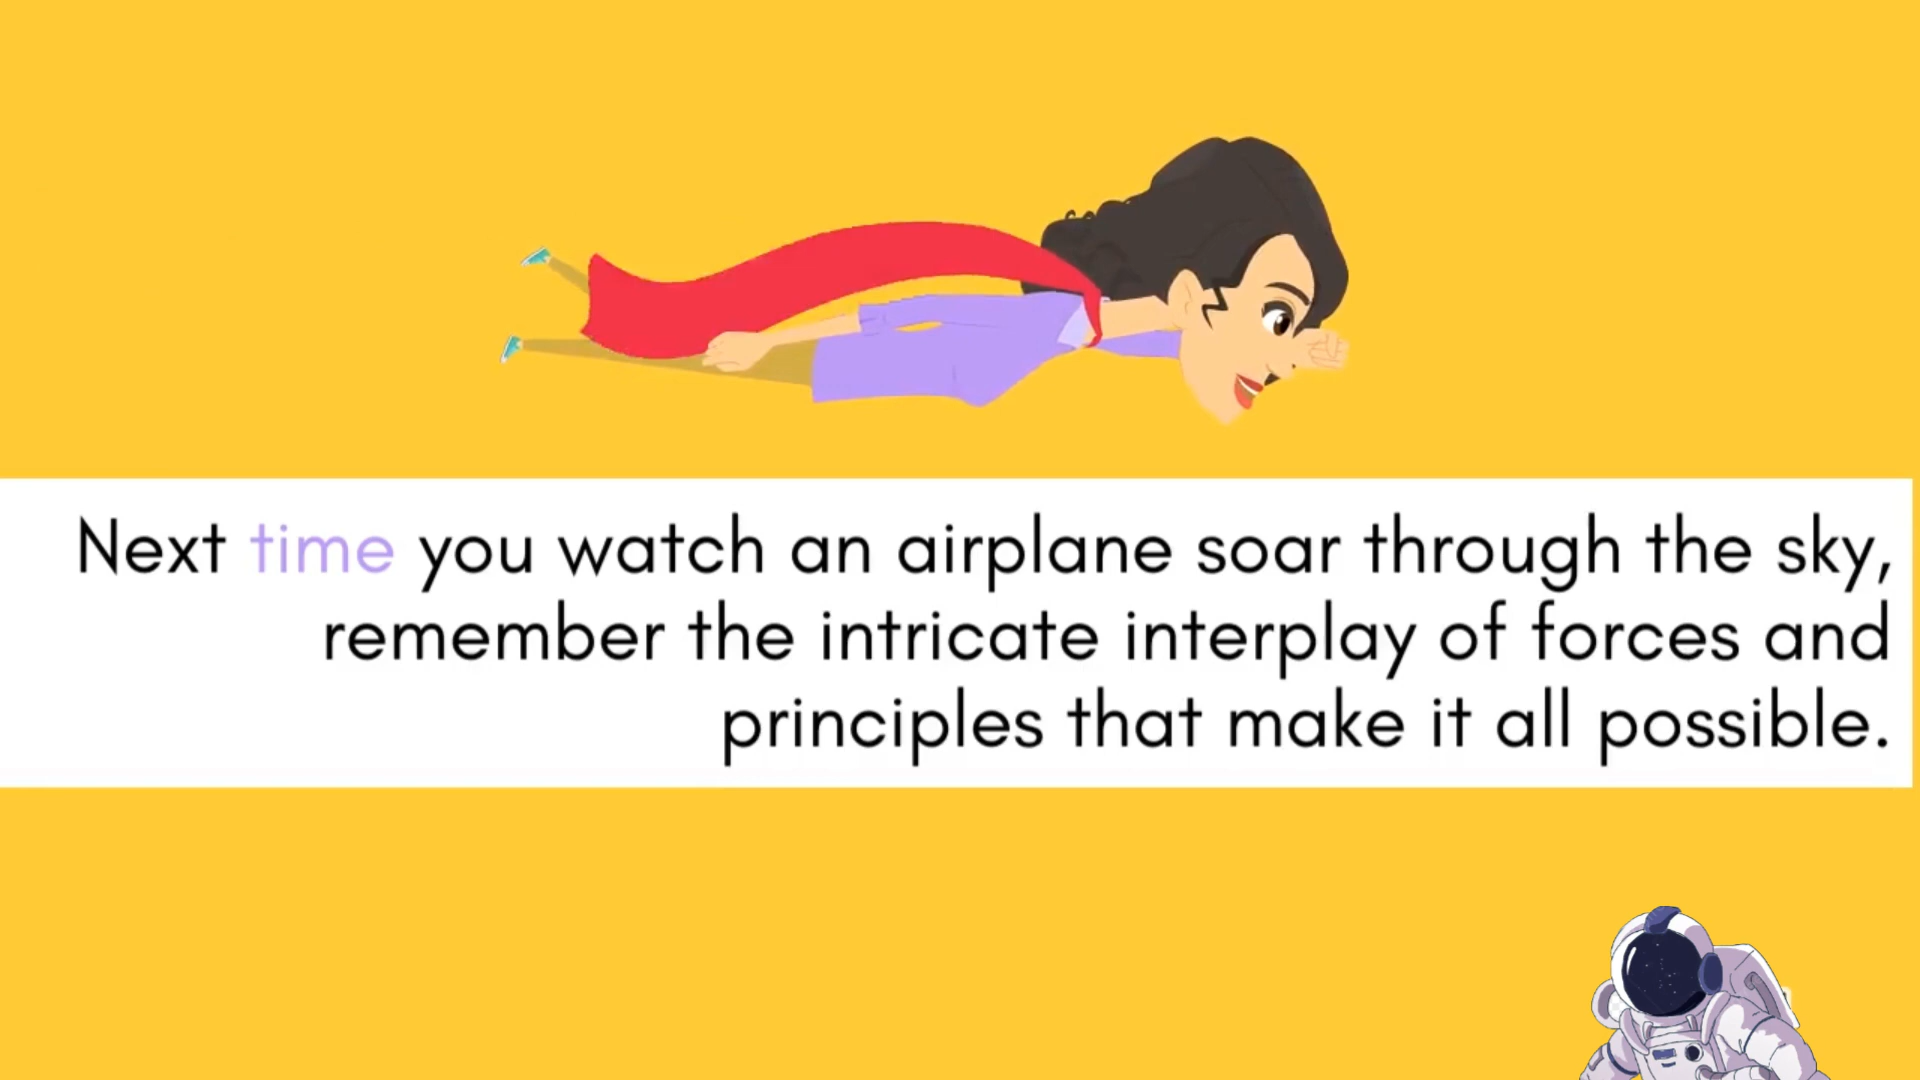 Next time you watch an airplane soar through the sky,
remember the intricate interplay of forces and
principles that make it all possible.